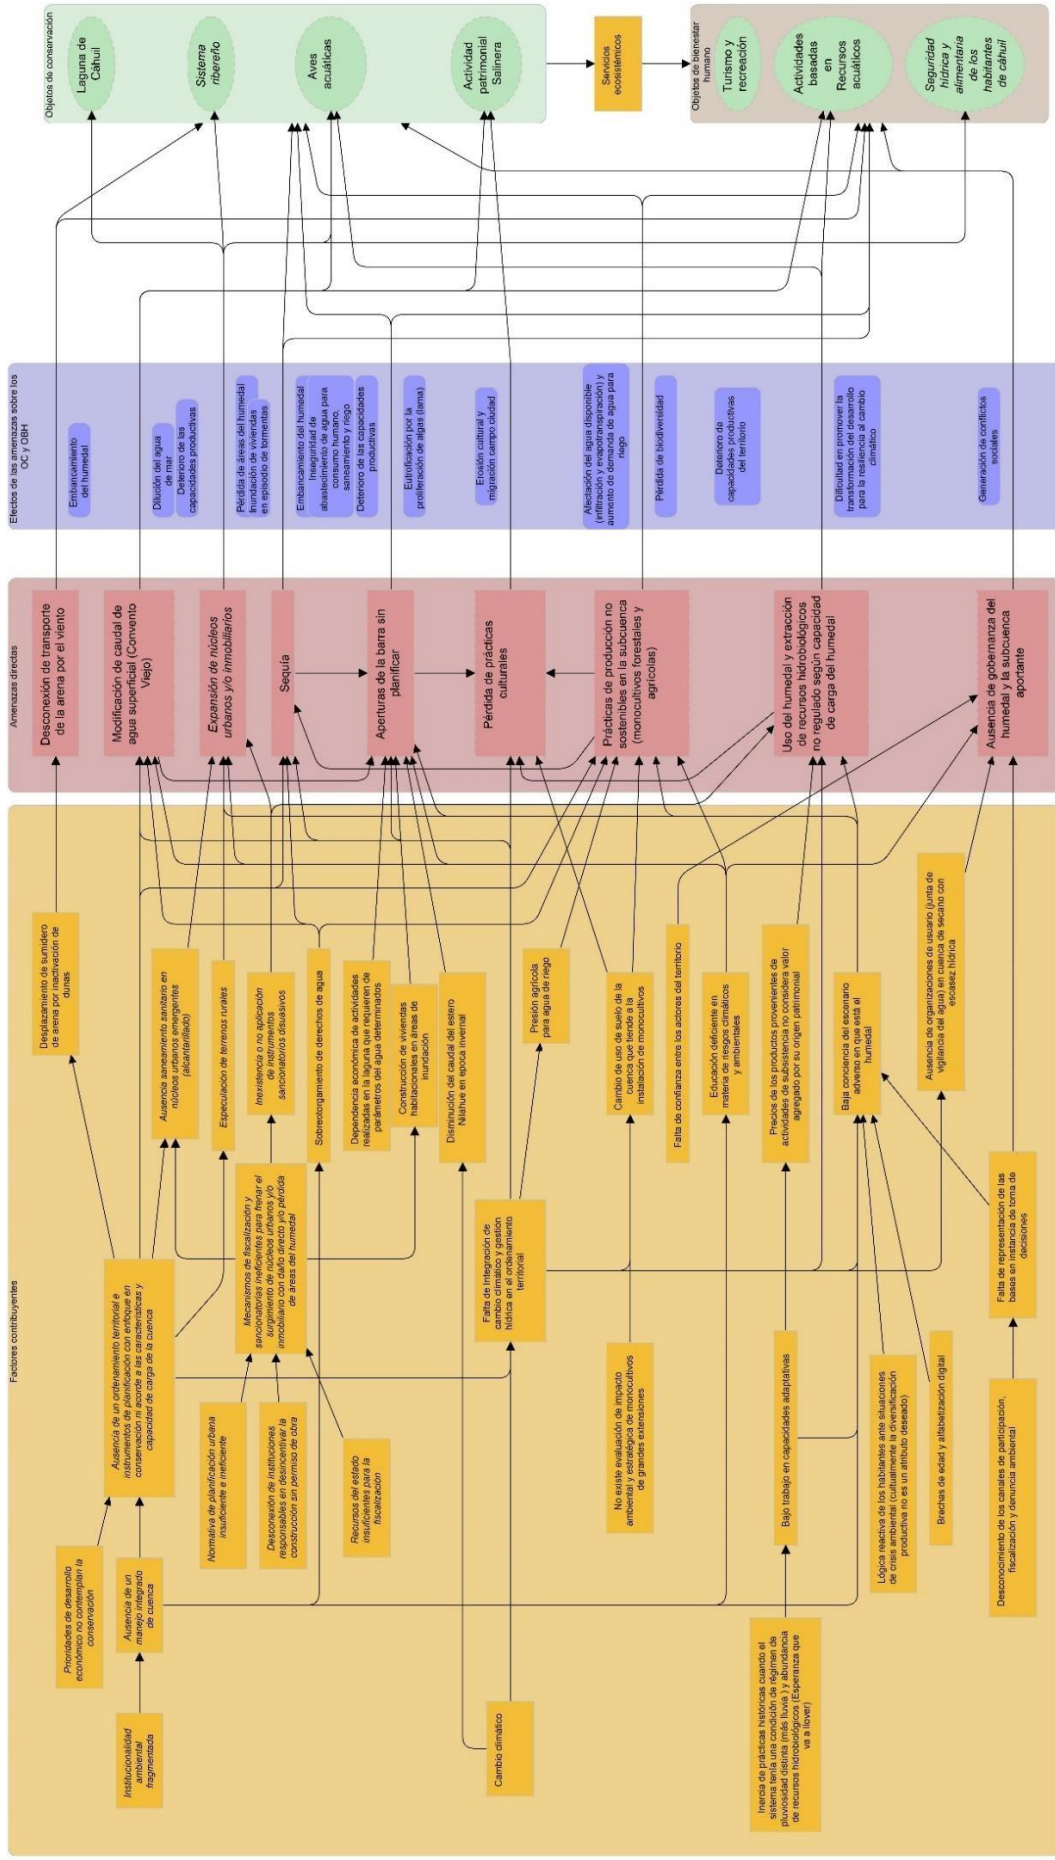 Factores contribuyentes
Institucionalidad
ambiental
fragmentada
Prioridades de desarrollo
económico no contemplan la
conservación
Ausencia de un
manejo integrado
de cuenca
Cambio climático
Inercia de prácticas historicas cuando el
sistema tenía una condición de régimen de
pluviosidad distinta (más lluvia ) y abundancia
de recursos hidrobiológicos (Esperanza que
va a llover)
Normativa de planificación urbana
insuficiente e ineficiente
Desconexión de instituciones
responsables en desincentivar la
construcción sin permiso de obra
Recursos del estado
insuficientes para la
fiscalización
No existe evaluación de impacto
ambiental y estratégica de monocultivos
de grandes extensiones
Bajo trabajo en capacidades adaptativas
Lógica reactiva de los habitantes ante situaciones
de crisis ambiental (cultualmente la diversificación
productiva no es un atributo deseado)
Brechas de edad y alfabetización digital
Desconocimiento de los canales de participación,
fiscalización y denuncia ambiental
Ausencia de un ordenamiento territorial e
instrumentos de planificación con enfoque en
conservación ni acorde a las características y
capacidad de carga de la cuenca
Mecanismos de fiscalización y
sancionatorias ineficientes para frenar el
surgimiento de núcleos urbanos y/o
inmobiliario con daño directo y/o pérdida
de áreas del humedal
Falta de Integración de
cambio climático y gestión
hídrica en el ordenamiento
territorial
Falta de representación de las
bases en instancia de toma de
decisiones
Desplazamiento de sumidero
de arena por inactivación de
dunas
Ausencia saneamiento sanitario en
núcleos urbanos emergentes
(alcantarillado)
Especulación de terrenos rurales
Inexistencia o no aplicación
de instrumentos
sancionatorios disuasivos
Sobreotorgamiento de derechos de agua
Dependencia económica de actividades
realizadas en la laguna que requieren de
parámetros del agua determinados
Construcción de viviendas
habitacionales en áreas de
inundación
Disminución del caudal del estero
Nilahue en epoca invernal
Presión agrícola
para agua de riego
Cambio de uso de suelo de la
cuenca que tiende a la
instalación de monocultivos
Falta de confianza entre los actores del territorio
Educación deficiente en
materia de riesgos climáticos
y ambientales
Precios de los productos provenientes de
actividades de subsistencia no considera valor
agregado por su origen patrimonial
Baja conciencia del escenario
adverso en que está el
humedal
Ausencia de organizaciones de usuario (junta de
vigilancia del agua) en cuenca de secano con
escasez hídrica
Amenazas directas
Desconexión de transporte
de la arena por el viento
Modificación de caudal de
agua superficial (Convento
Viejo)
Expansión de núcleos
urbanos y/o inmobiliarios
Sequía
Aperturas de la barra sin
planificar
Pérdida de prácticas
culturales
Prácticas de producción no
sostenibles en la subcuenca
(monocultivos forestales y
agrícolas)
Uso del humedal y extracción
de recursos hidrobiológicos
no regulado según capacidad
de carga del humedal
Ausencia de gobernanza del
humedal y la subcuenca
aportante
Efectos de las amenazas sobre los
OC y OBH
Embancamiento
del humedal
Dilución del agua
de mar
Deterioro de las
capacidades productivas
Pérdida de áreas del humedal
Inundación de viviendas
en episodio de tormentas
Embancamiento del humedal
Inseguridad de
abastecimiento de agua para
consumo humano,
saneamiento y riego
Deterioro de las capacidades
productivas
Eutroficación por la
proliferación de algas (lama)
Erosión cultural y
migración campo ciudad
Afectación del agua disponible
(infiltración y evapotranspiración) y
aumento de demanda de agua para
riego
Pérdida de biodiversidad
Deterioro de
capacidades productivas
del territorio
Dificultad en promover la
transformación del desarrollo
para la resiliencia al cambio
climático
Generación de conflictos
sociales
Objetos de conservación
Laguna de
Cáhuil
Sistema
ribereño
Aves
acuáticas
Actividad
patrimonial
Salinera
Servicios
ecosistémicos
Objetos de bienestar
humano
Turismo y
recreación
Actividades
basadas
en
Recursos
acuáticos
Seguridad
hídrica y
alimentaria
de los
habitantes
de cáhuil